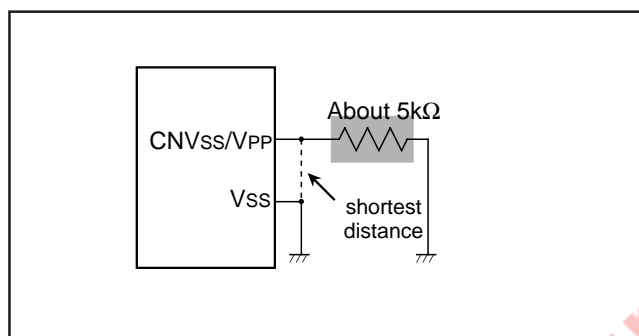 About 5kΩ
CNVSS/VPP
VSS
shortest
distance